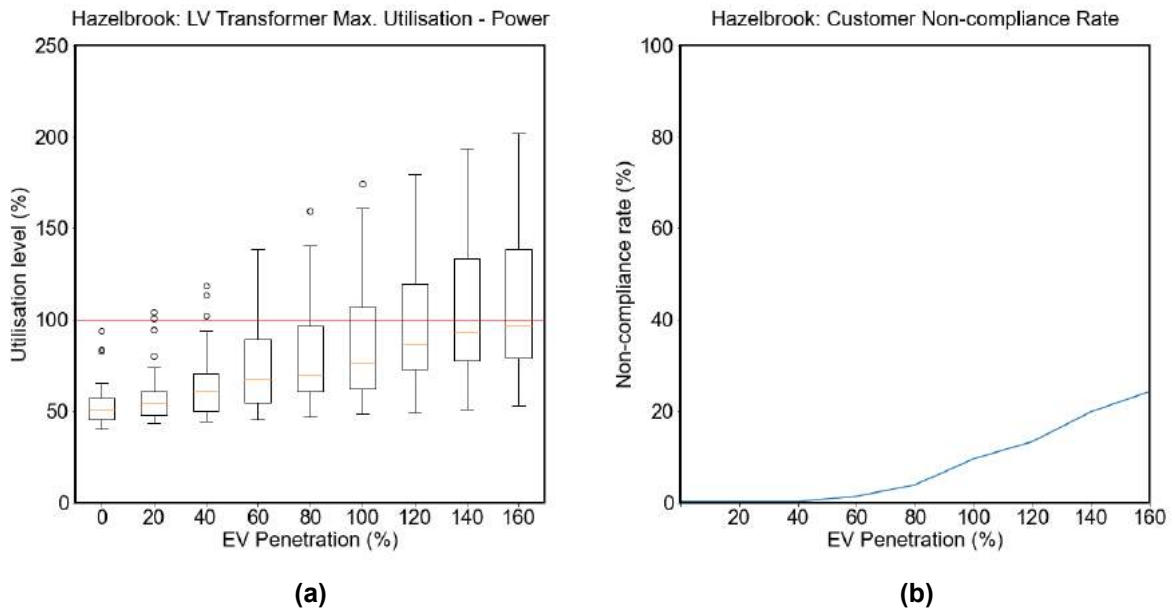 Hazelbrook: LV Transformer Max. Utilisation - Power
250
200
150
100
50
0
Utilisation level (%)
0 20 40 60 80 100 120 140 160
EV Penetration (%)
(a)
Hazelbrook: Customer Non-compliance Rate
100
80
60
40
20
0
Non-compliance rate (%)
20 40 60 80 100 120 140 160
EV Penetration (%)
(b)